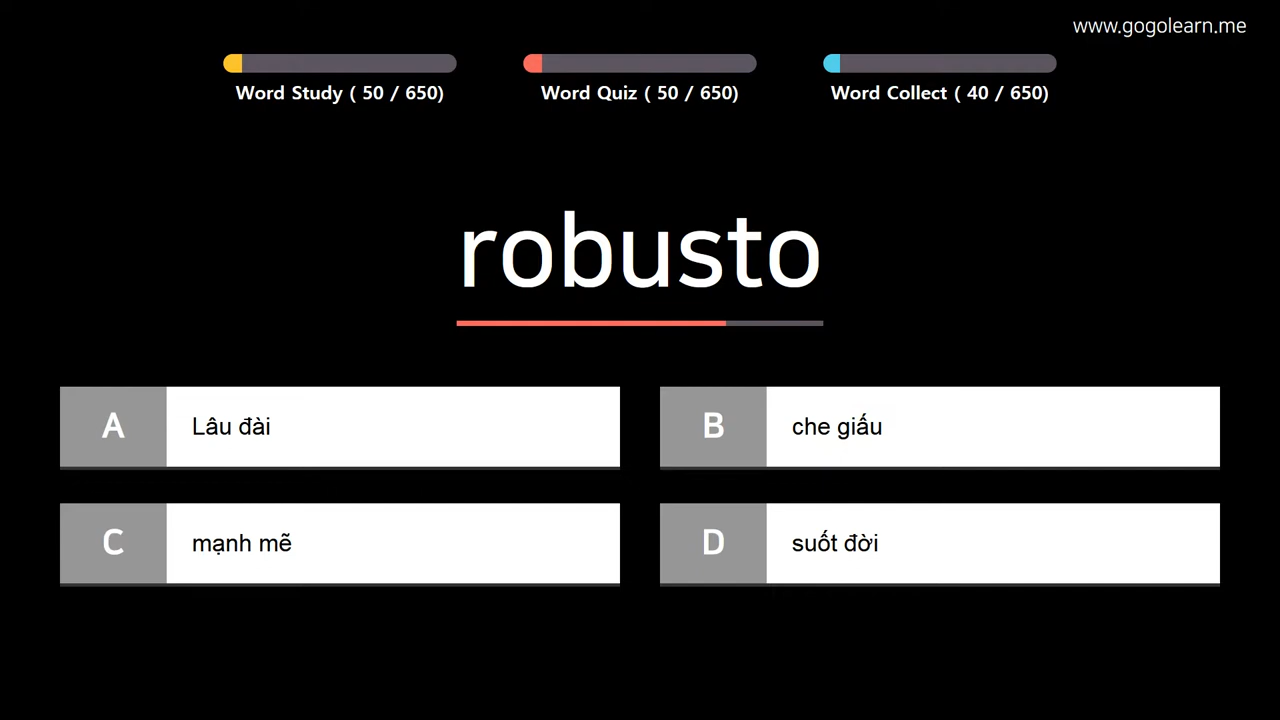 www.gogolearn.me
Word Study ( 50 / 650)
Word Quiz ( 50 / 650)
Word Collect ( 40 / 650)
robusto
A Lâu đài
B che giấu
C mạnh mẽ
D suốt đời